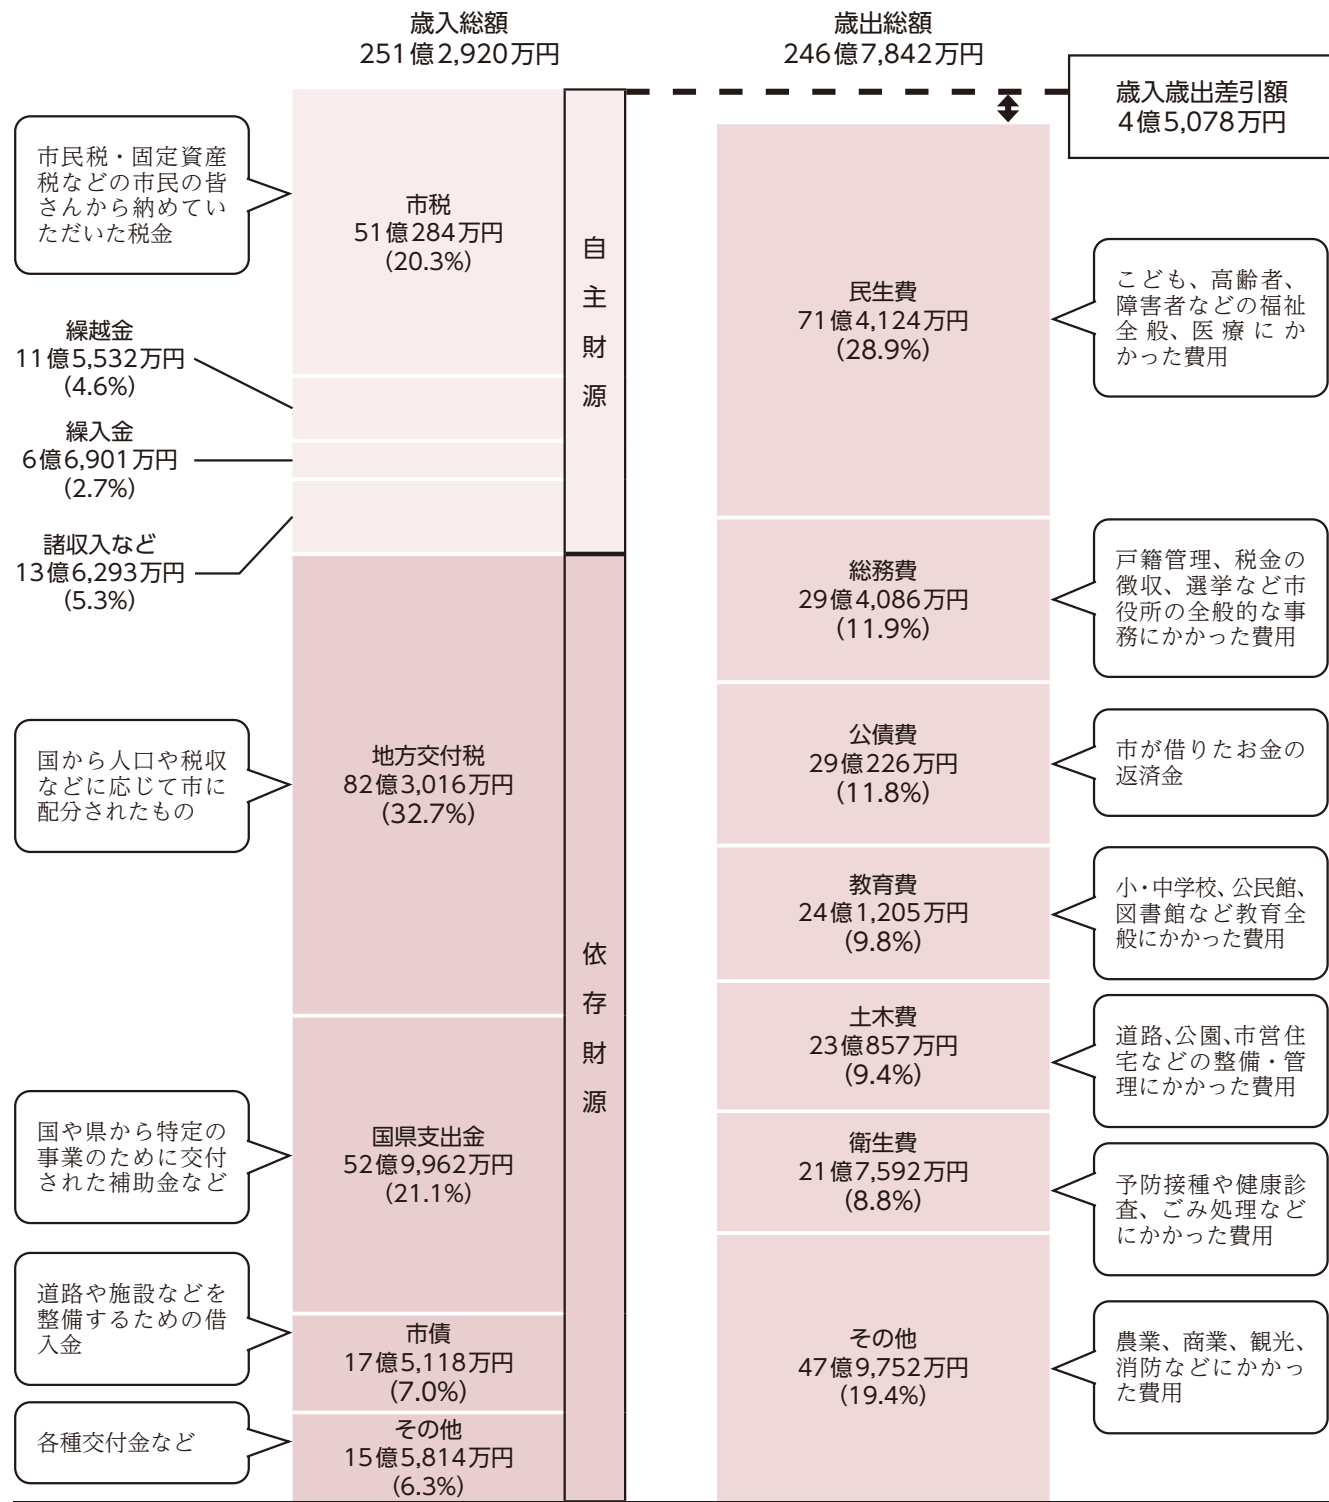 歳入総額
251億2,920万円
歳出総額
246億7,842万円
歳入歳出差引額
4億5,078万円
市民税・固定資産
税などの市民の皆
さんから納めてい
ただいた税金
市税
51億284万円
(20.3%)
繰越金
11億5,532万円
(4.6%)
繰入金
6億6,901万円
(2.7%)
諸収入など
13億6,293万円
(5.3%)
自主財源
国から人口や税収
などに応じて市に
配分されたもの
地方交付税
82億3,016万円
(32.7%)
国や県から特定の
事業のために交付
された補助金など
国県支出金
52億9,962万円
(21.1%)
道路や施設などを
整備するための借
入金
市債
17億5,118万円
(7.0%)
各種交付金など
その他
15億5,814万円
(6.3%)
依存財源
民生費
71億4,124万円
(28.9%)
こども、高齢者、
障害者などの福祉
全般、医療にか
かった費用
総務費
29億4,086万円
(11.9%)
戸籍管理、税金の
徴収、選挙など市
役所の全般的な事
務にかかった費用
公債費
29億226万円
(11.8%)
市が借りたお金の
返済金
教育費
24億1,205万円
(9.8%)
小・中学校、公民館、
図書館など教育全
般にかかった費用
土木費
23億857万円
(9.4%)
道路、公園、市営住
宅などの整備・管
理にかかった費用
衛生費
21億7,592万円
(8.8%)
予防接種や健康診
査、ごみ処理など
にかかった費用
その他
47億9,752万円
(19.4%)
農業、商業、観光、
消防などにかかっ
た費用